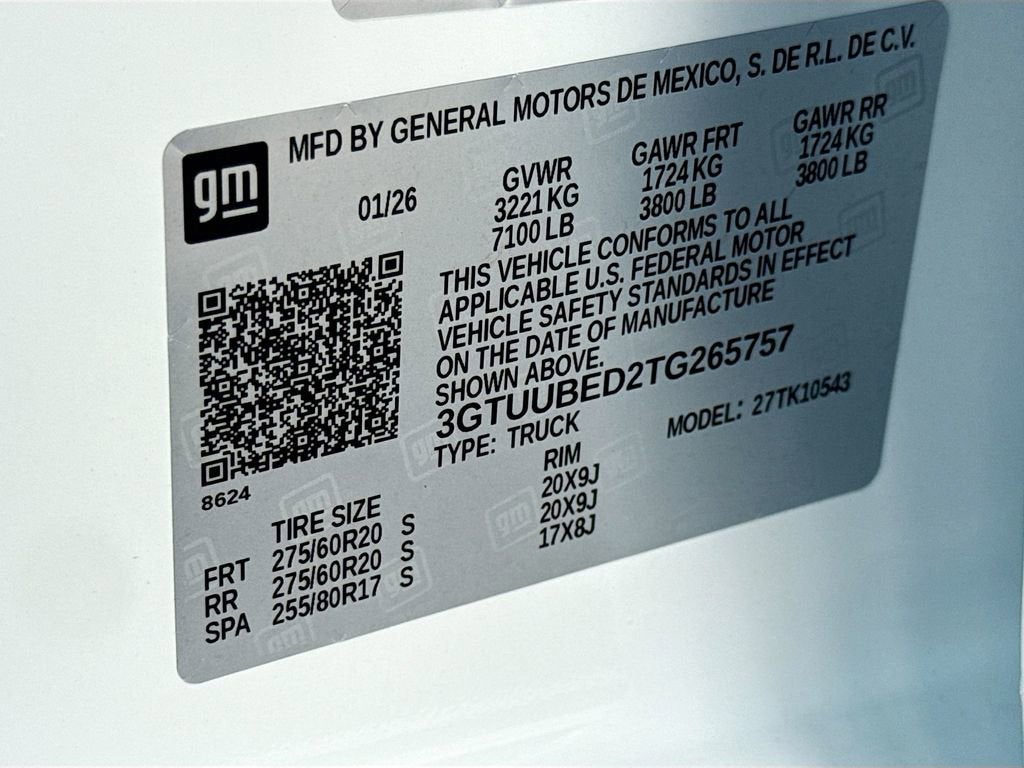 MFD BY GENERAL MOTORS DE MEXICO, S. DE R.L. DE C.V.
gm
01/26
GVWR
3221 KG
7100 LB
GAWR FRT
1724 KG
3800 LB
GAWR RR
1724 KG
3800 LB
THIS VEHICLE CONFORMS TO ALL
APPLICABLE U.S. FEDERAL MOTOR
VEHICLE SAFETY STANDARDS IN EFFECT
ON THE DATE OF MANUFACTURE
SHOWN ABOVE.
3GTUUBED2TG265757
TYPE: TRUCK
MODEL: 27TK10543
8624
TIRE SIZE
RIM
FRT 275/60R20 S 20X9J
RR 275/60R20 S 20X9J
SPA 255/80R17 S 17X8J